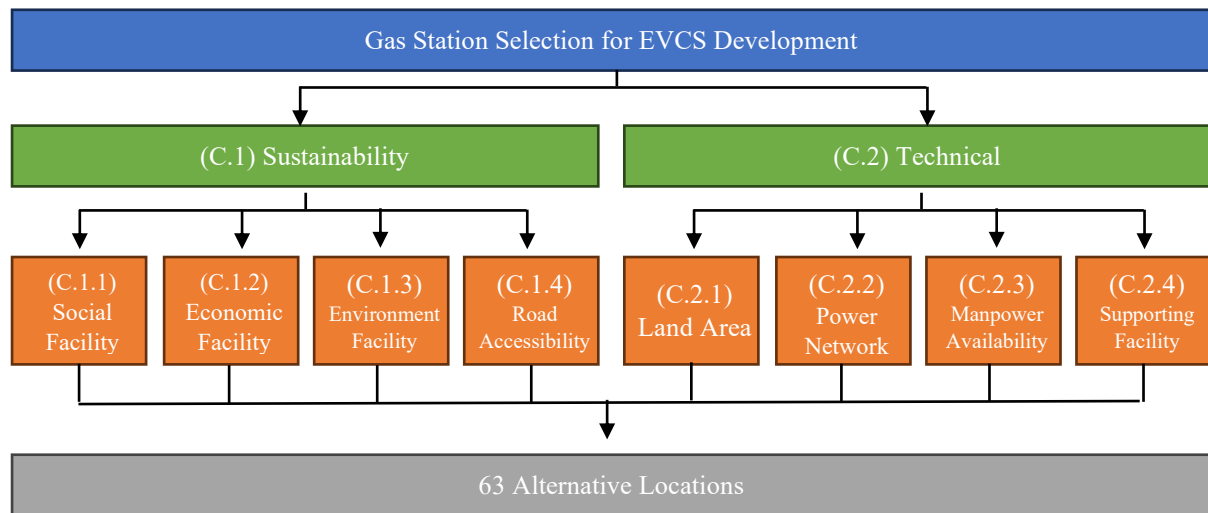 Gas Station Selection for EVCS Development
(C.1) Sustainability
(C.2) Technical
(C.1.1)
Social
Facility
(C.1.2)
Economic
Facility
(C.1.3)
Environment
Facility
(C.1.4)
Road
Accessibility
(C.2.1)
Land Area
(C.2.2)
Power
Network
(C.2.3)
Manpower
Availability
(C.2.4)
Supporting
Facility
63 Alternative Locations